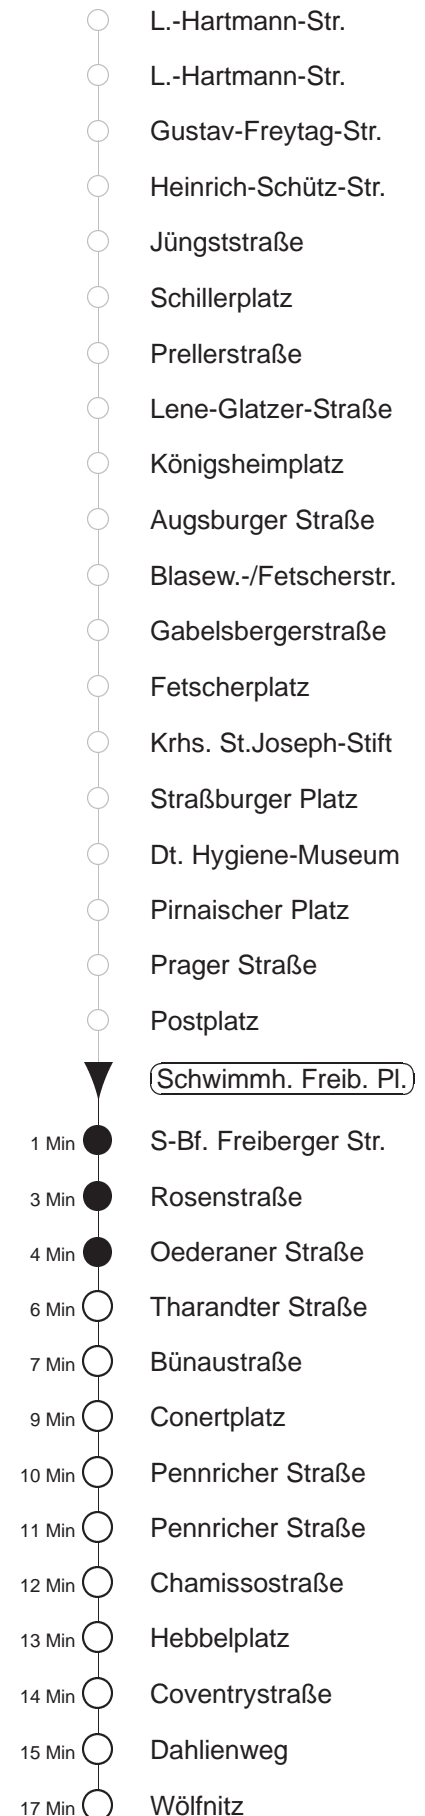 L.-Hartmann-Str.
L.-Hartmann-Str.
Gustav-Freytag-Str.
Heinrich-Schütz-Str.
Jüngststraße
Schillerplatz
Prellerstraße
Lene-Glatzer-Straße
Königsheimplatz
Augsburger Straße
Blasew.-/Fetscherstr.
Gabelsbergerstraße
Fetscherplatz
Krhs. St.Joseph-Stift
Straßburger Platz
Dt. Hygiene-Museum
Pirnaischer Platz
Prager Straße
Postplatz
Schwimmh. Freib. Pl.
1 Min S-Bf. Freiberger Str.
3 Min Rosenstraße
4 Min Oederaner Straße
6 Min Tharandter Straße
7 Min Bünaustraße
9 Min Conertplatz
10 Min Pennricher Straße
11 Min Pennricher Straße
12 Min Chamissostraße
13 Min Hebbelplatz
14 Min Coventrystraße
15 Min Dahlienweg
17 Min Wölfnitz